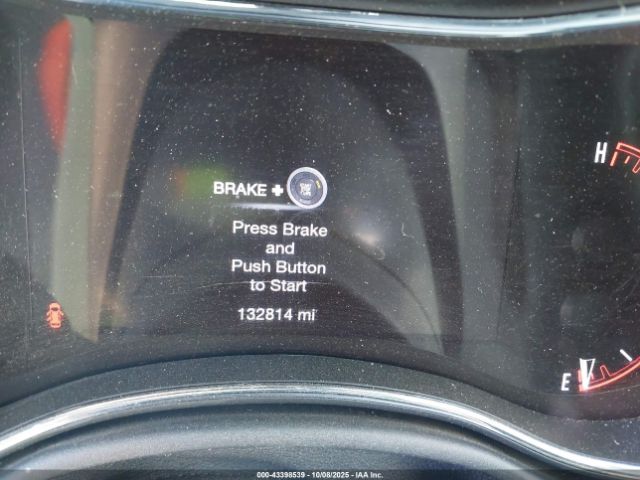 H
BRAKE +
Press Brake
and
Push Button
to Start
132814 mi
E
000-43398539 - 10/08/2025 - IAA Inc.